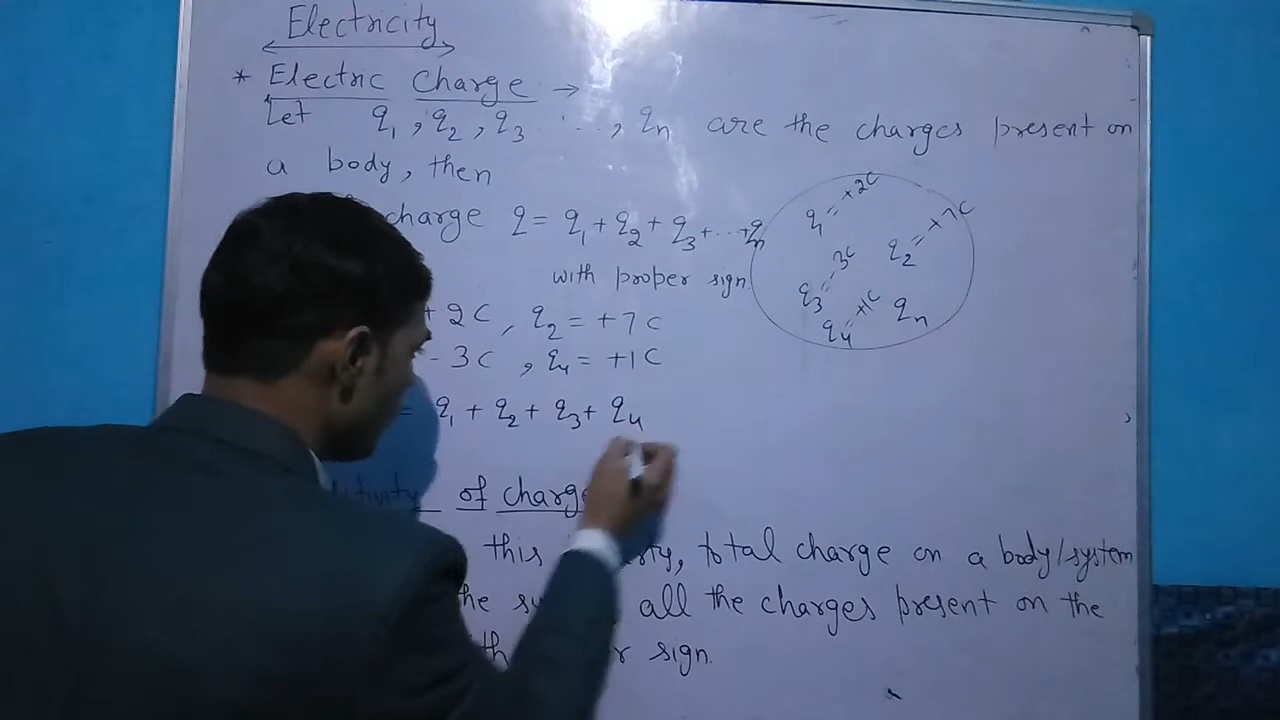 Electricity
* Electric Charge →
Let q1, q2, q3 ....., qn are the charges present on
a body, then
charge q = q1 + q2 + q3 + ... + qn
with proper sign.
+ 2C, q2 = + 7C
- 3C, q4 = +1C
= q1 + q2 + q3 + q4
q1 = +2C
q2 = +7C
q3 = 3C
q4 = +1C
qn
of charge
this, total charge on a body/system
all the charges present on the
sign.